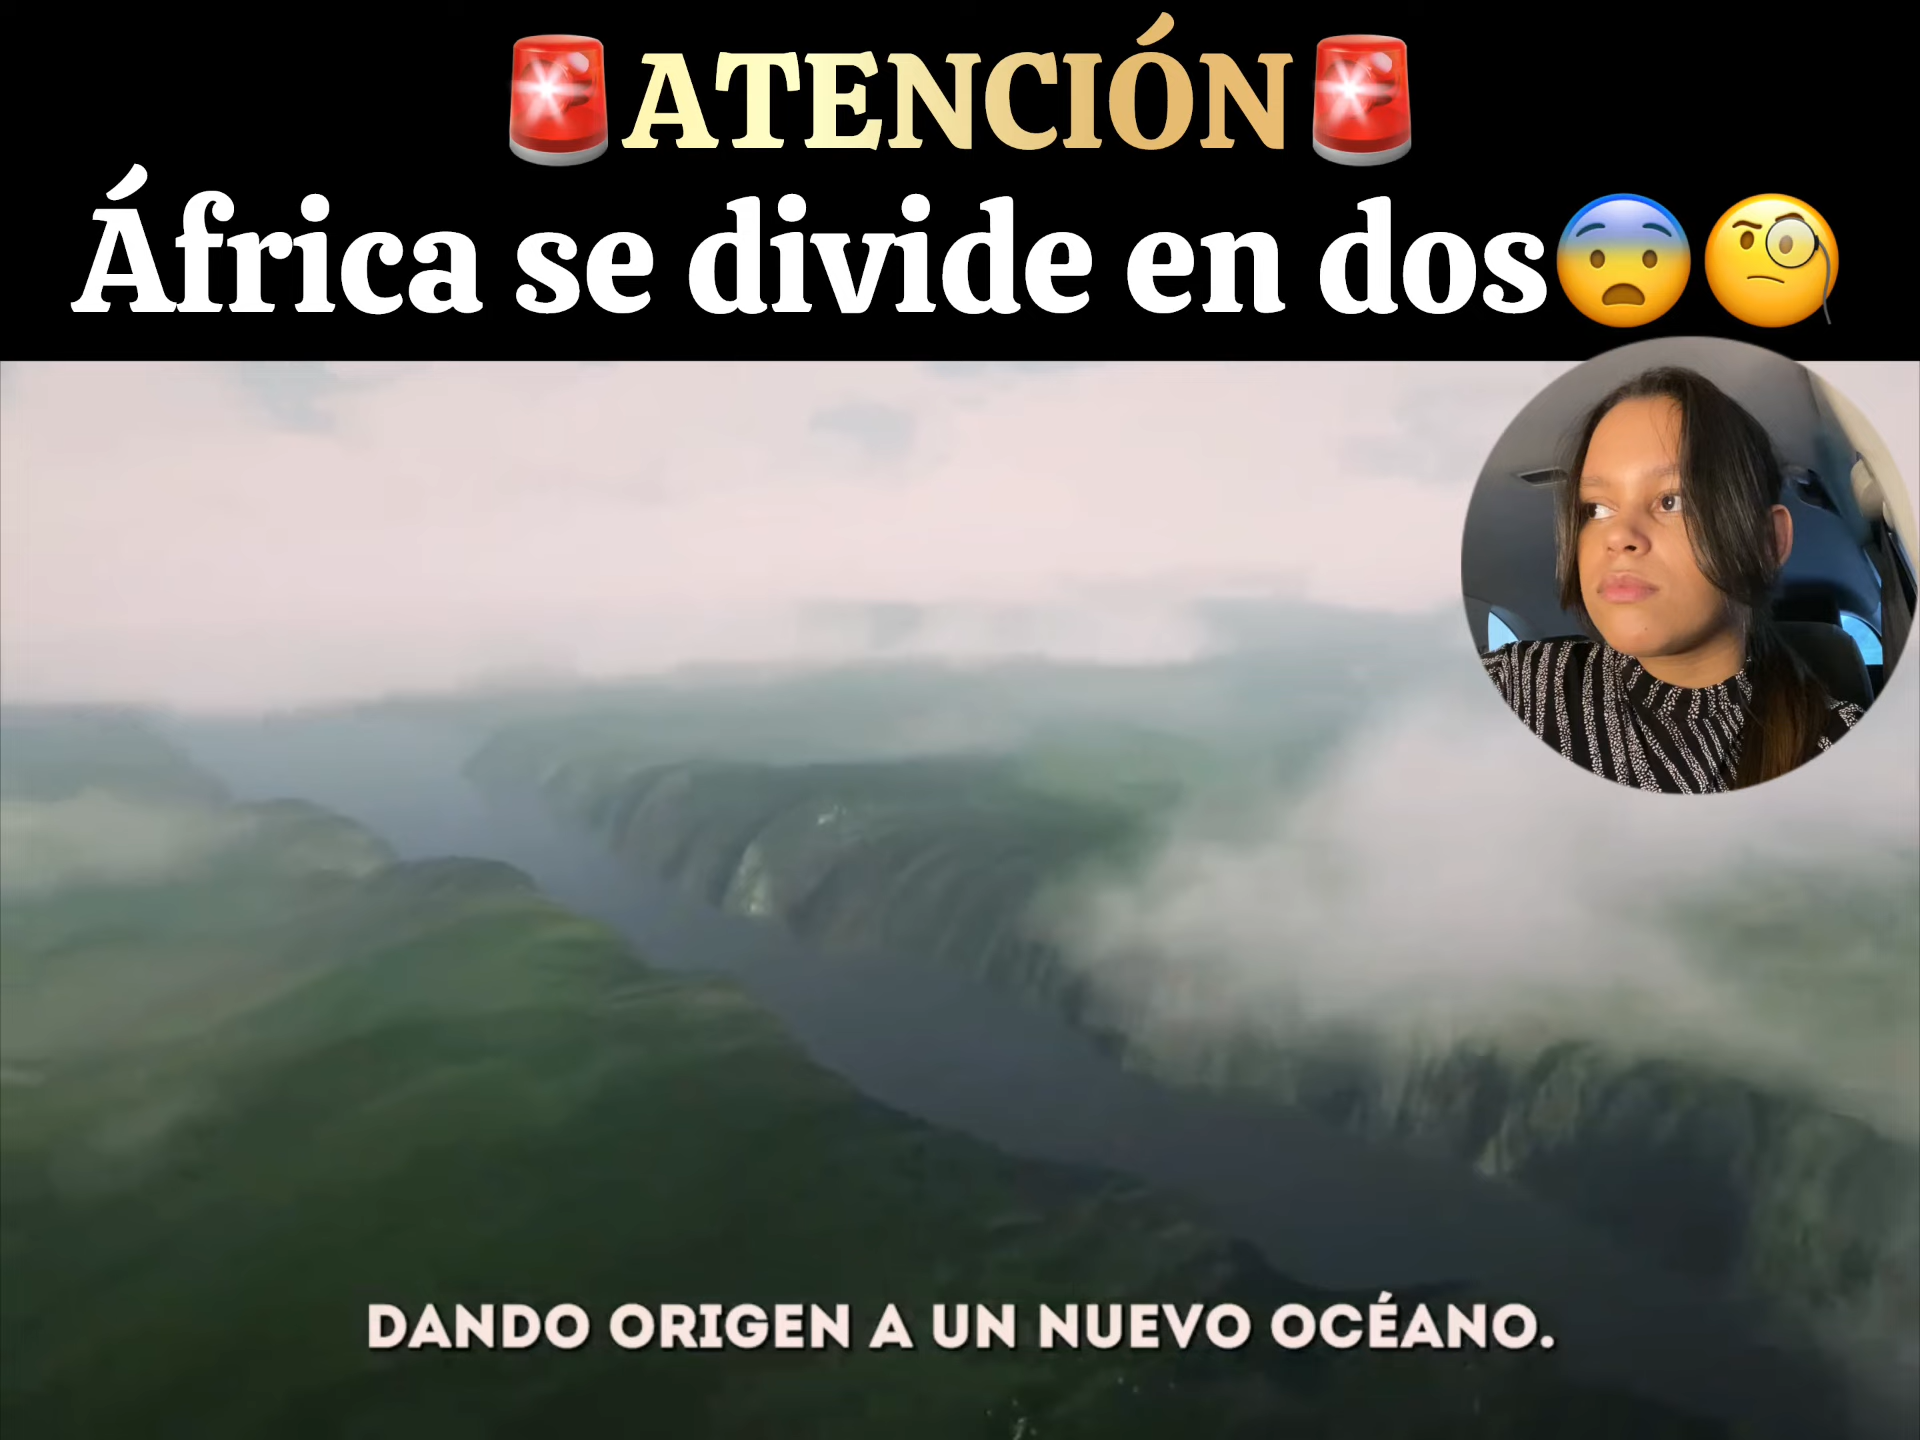 🚨ATENCIÓN🚨
África se divide en dos😨🧐
DANDO ORIGEN A UN NUEVO OCÉANO.